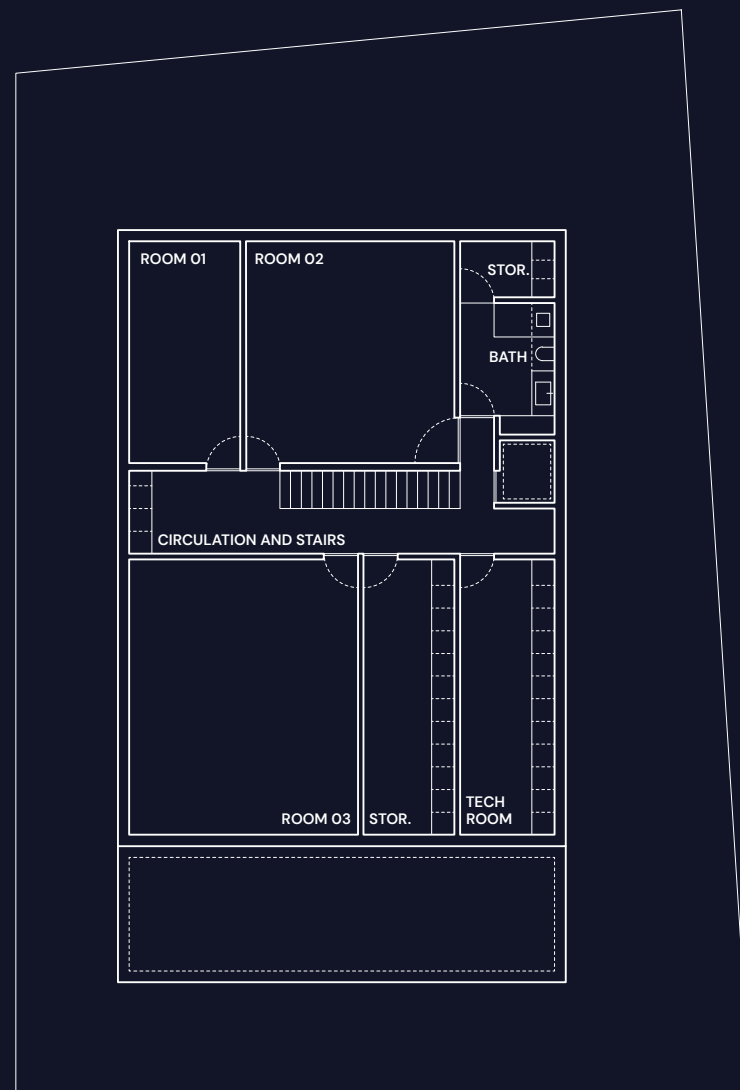 ROOM 01
ROOM 02
STOR.
BATH
CIRCULATION AND STAIRS
ROOM 03
STOR.
TECH
ROOM